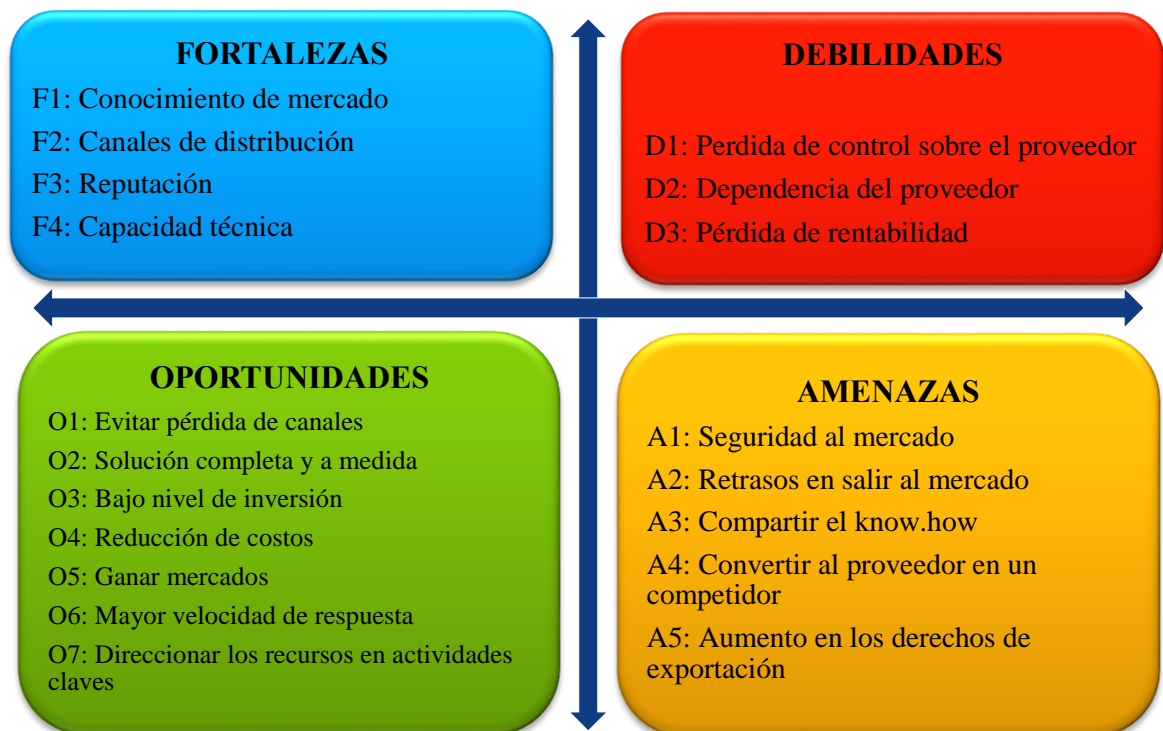 FORTALEZAS
F1: Conocimiento de mercado
F2: Canales de distribución
F3: Reputación
F4: Capacidad técnica
DEBILIDADES
D1: Perdida de control sobre el proveedor
D2: Dependencia del proveedor
D3: Pérdida de rentabilidad
OPORTUNIDADES
O1: Evitar pérdida de canales
O2: Solución completa y a medida
O3: Bajo nivel de inversión
O4: Reducción de costos
O5: Ganar mercados
O6: Mayor velocidad de respuesta
O7: Direccionar los recursos en actividades
claves
AMENAZAS
A1: Seguridad al mercado
A2: Retrasos en salir al mercado
A3: Compartir el know.how
A4: Convertir al proveedor en un
competidor
A5: Aumento en los derechos de
exportación